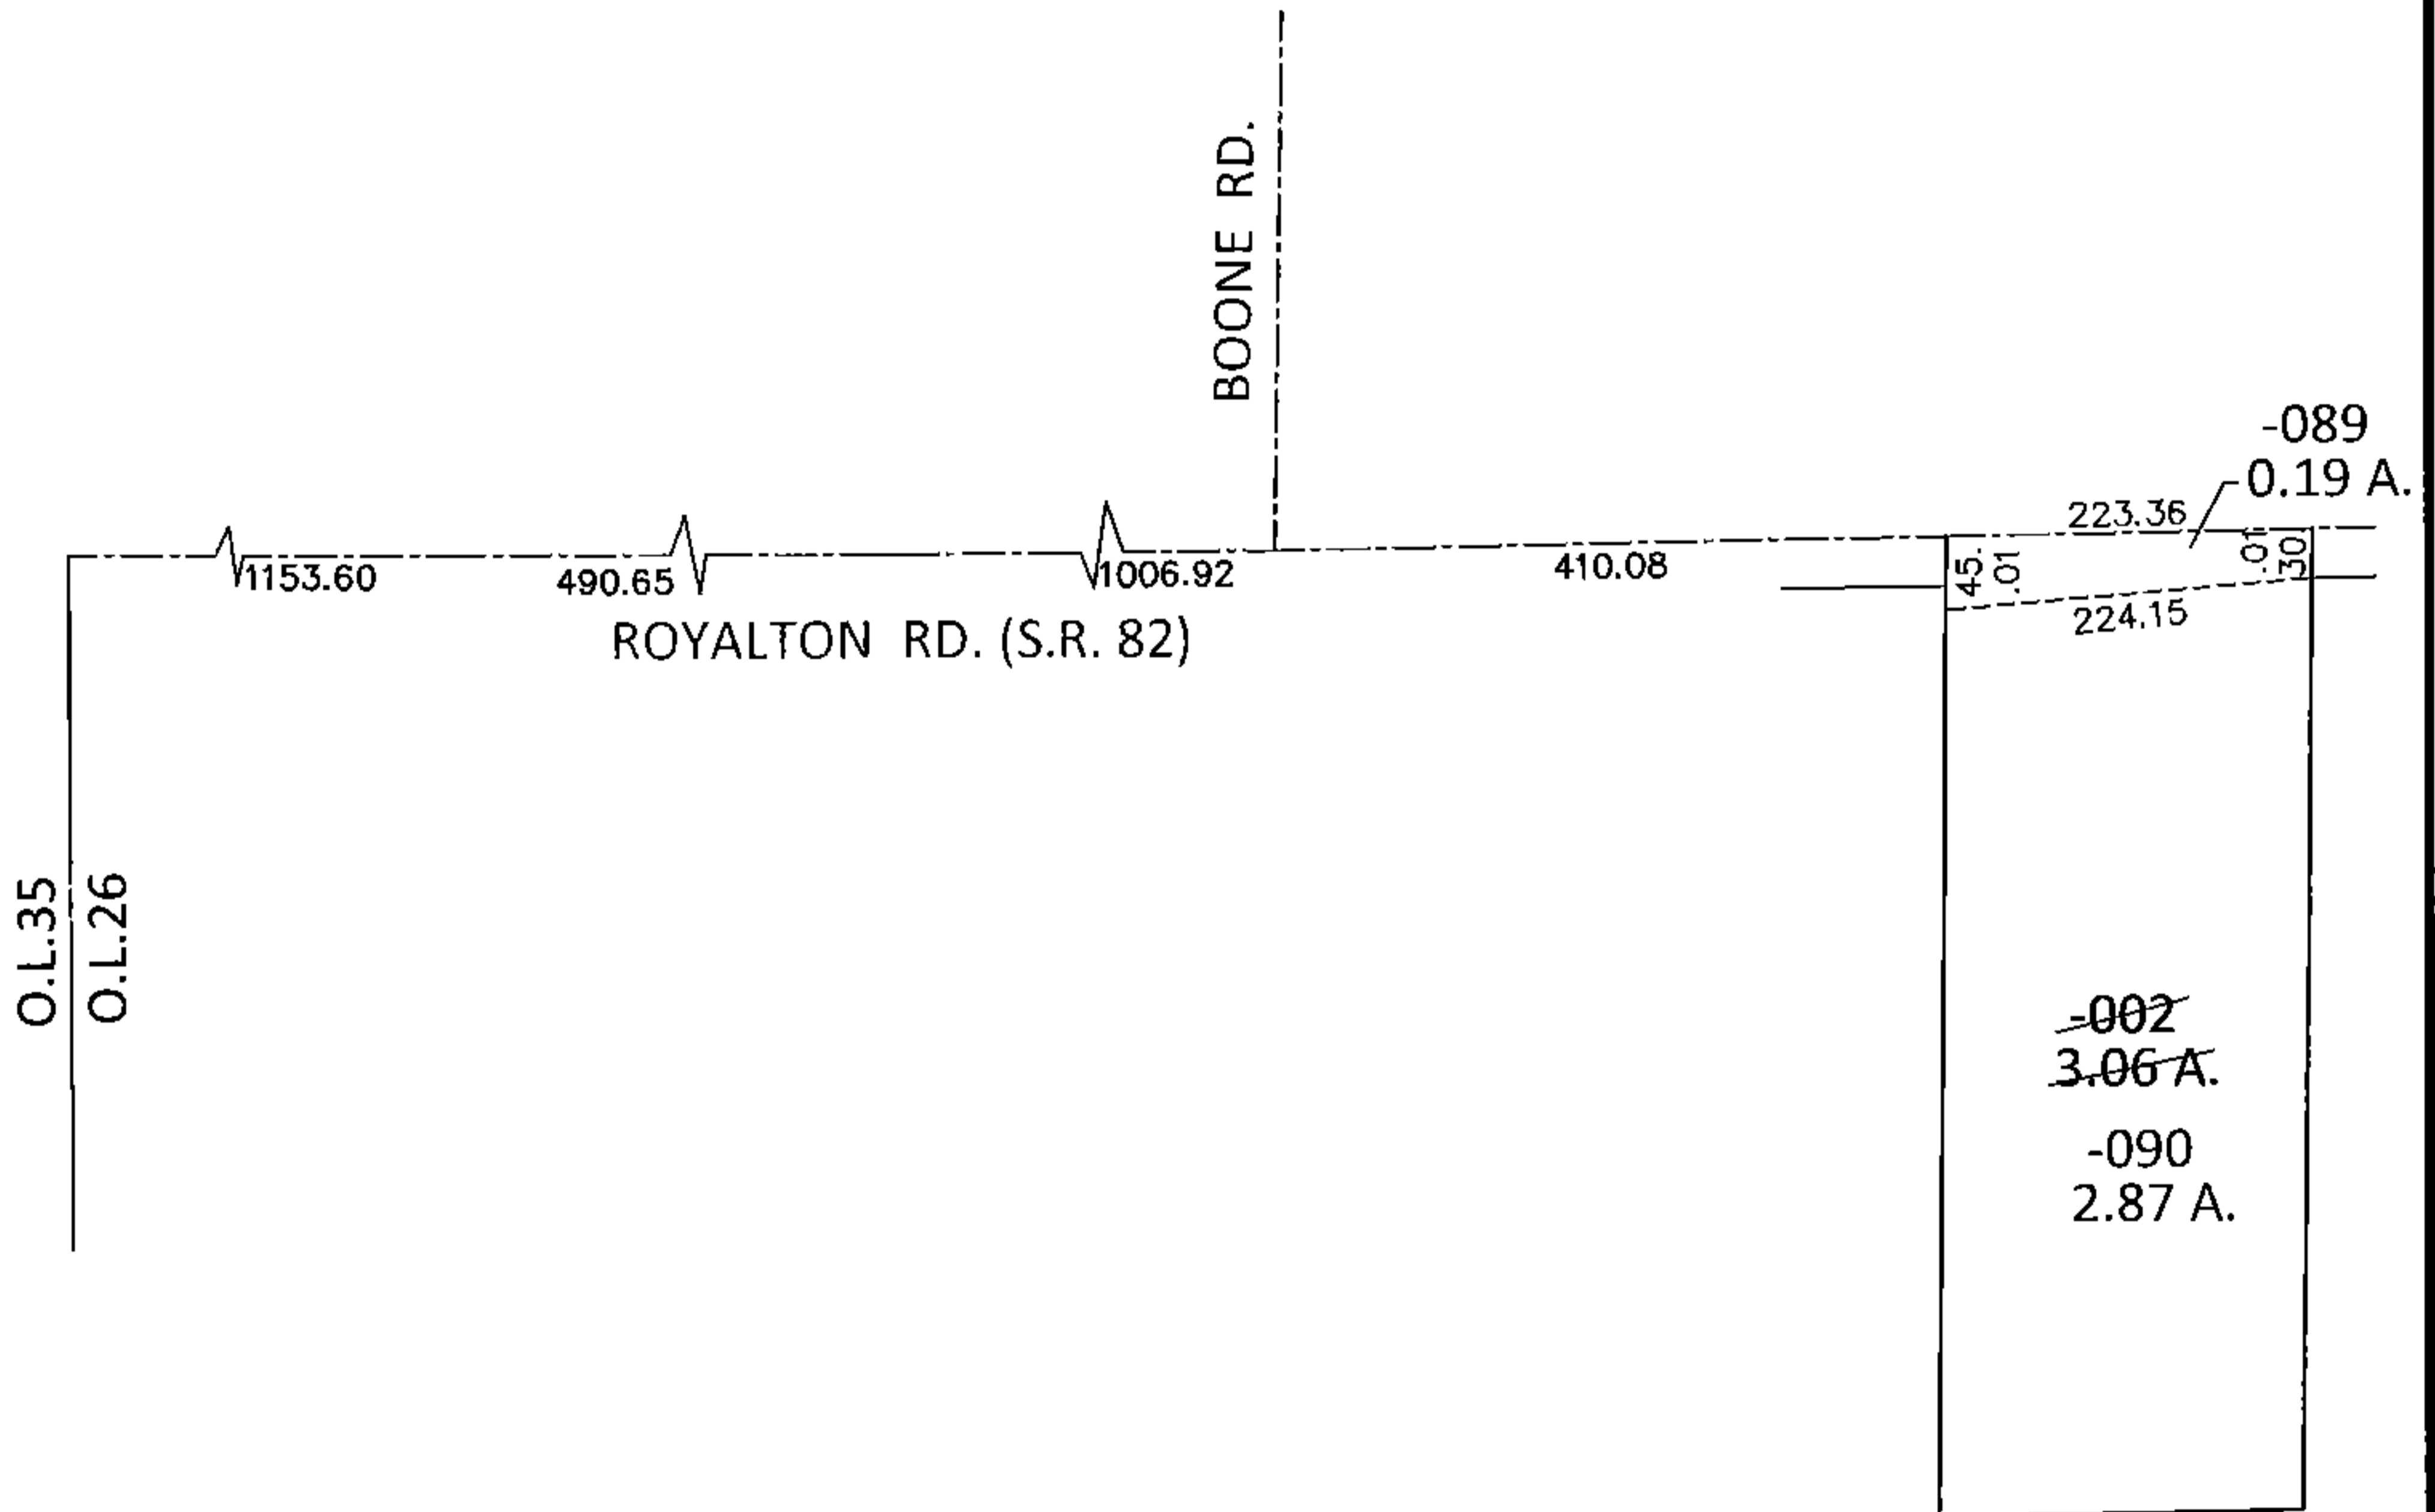 BOONE RD.
-089
0.19 A.
223.36
1153.60
490.65
1006.92
410.08
45.
.01
.01
30
224.15
ROYALTON RD. (S.R. 82)
O.L.35
O.L.26
-002
3.06 A.
-090
2.87 A.